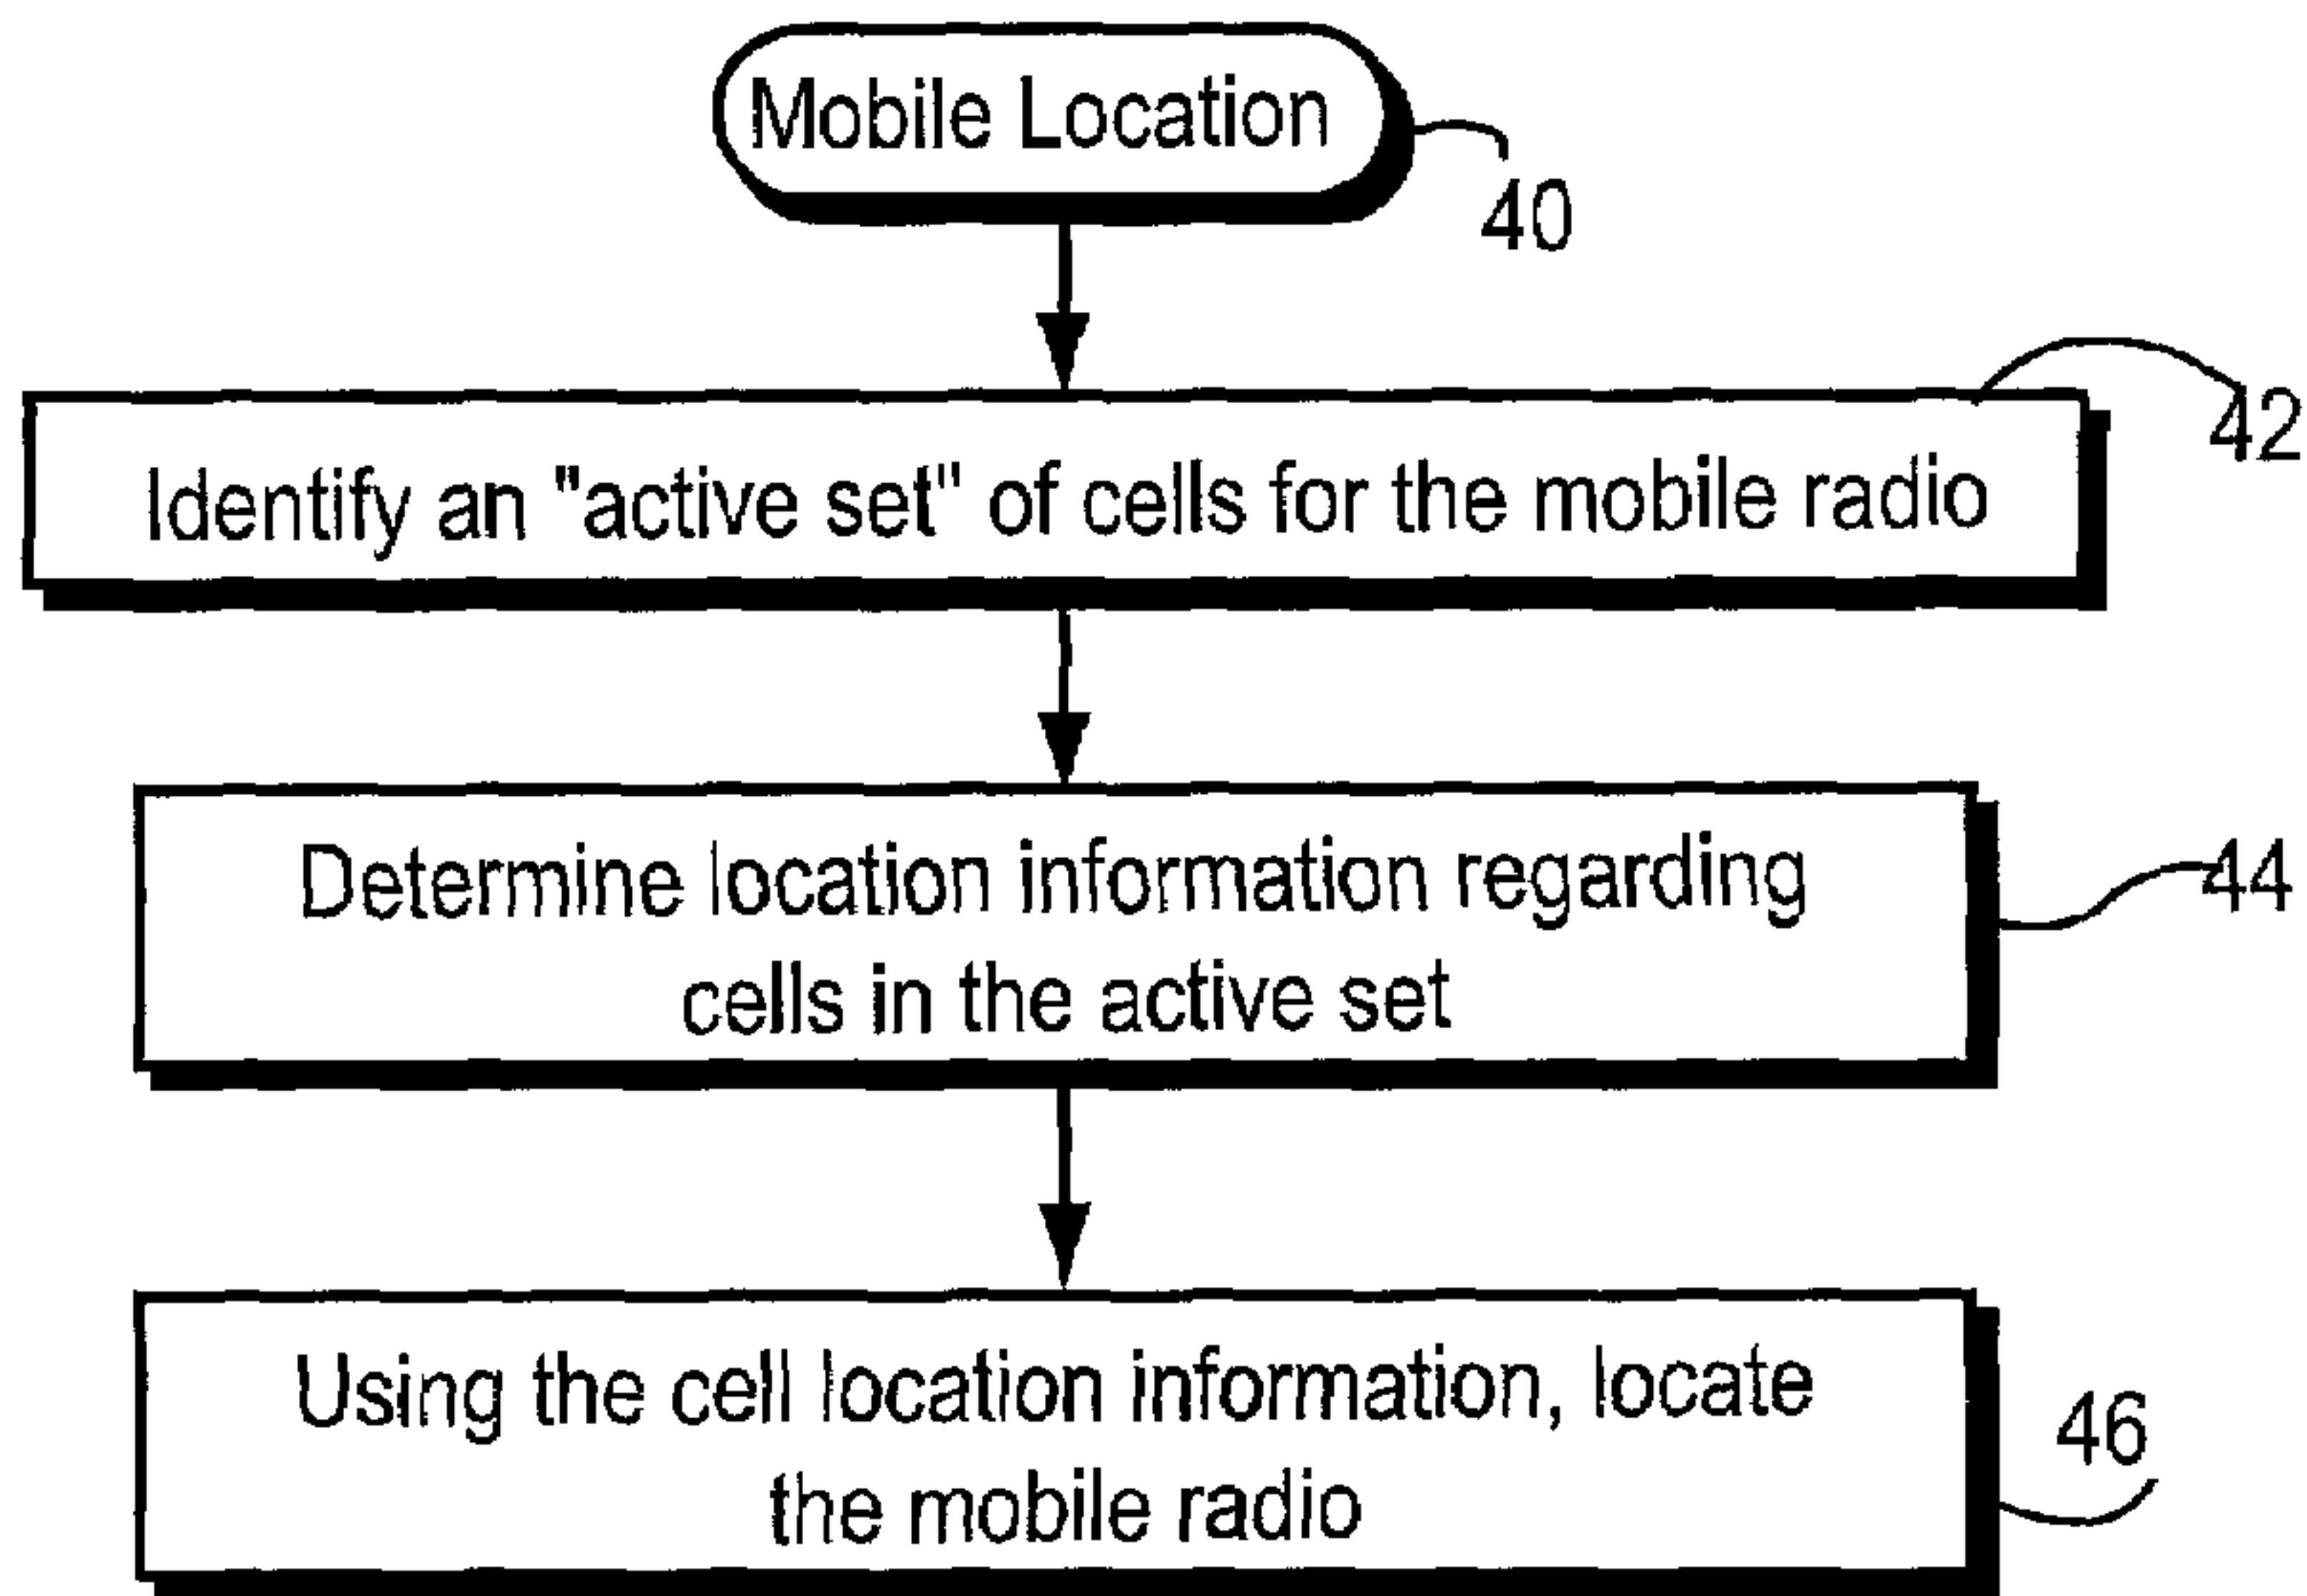 Mobile Location
40
42
Identify an "active set" of cells for the mobile radio
Determine location information regarding
cells in the active set
44
Using the cell location information, locate
the mobile radio
46